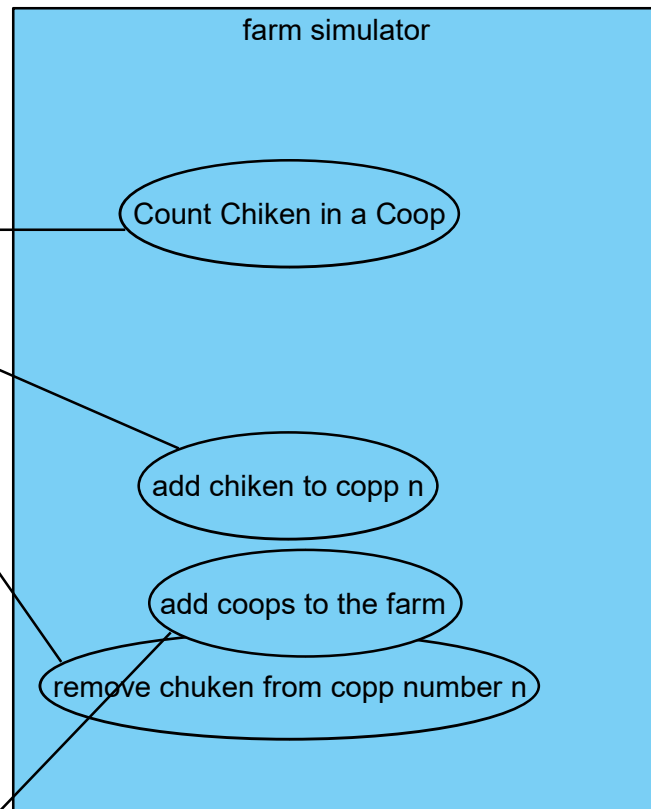 farm simulator
Count Chiken in a Coop
add chiken to copp n
add coops to the farm
remove chuken from copp number n